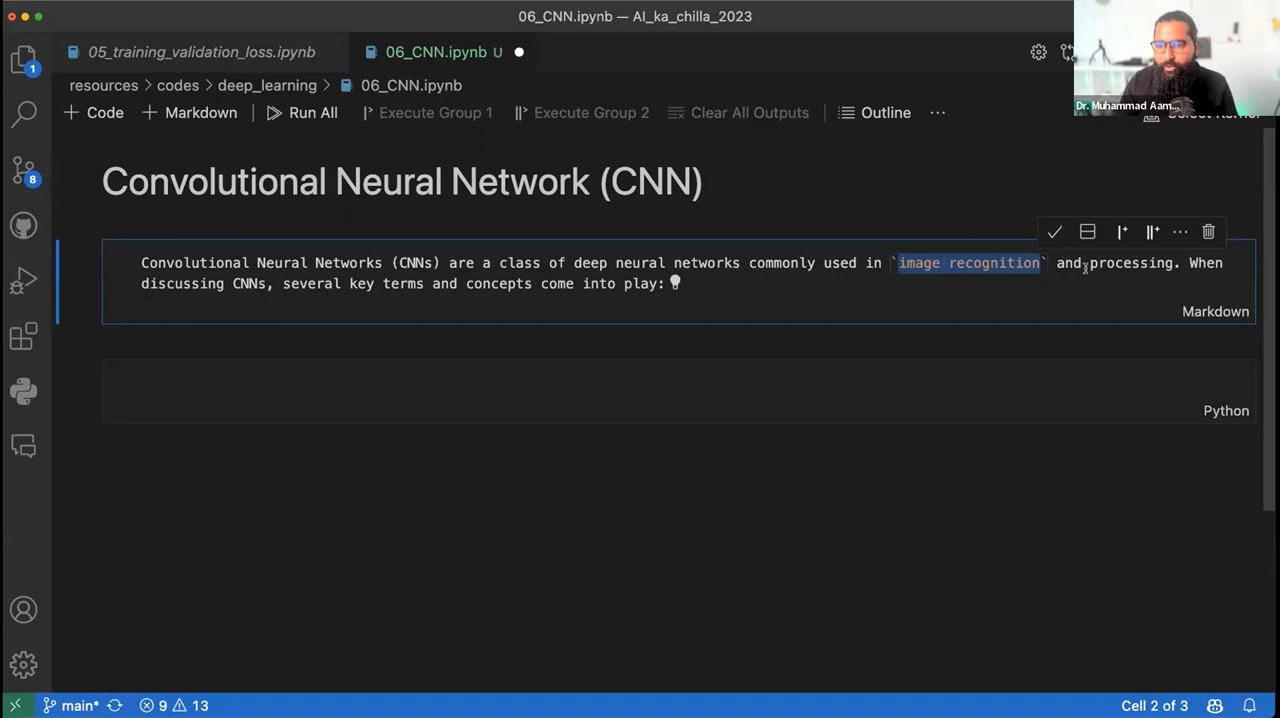 06_CNN.ipynb — AI_ka_chilla_2023
05_training_validation_loss.ipynb
06_CNN.ipynb U
resources > codes > deep_learning > 06_CNN.ipynb
+ Code + Markdown Run All Execute Group 1 Execute Group 2 Clear All Outputs Outline ...
Dr. Muhammad Aam...
1
8
Convolutional Neural Network (CNN)
Convolutional Neural Networks (CNNs) are a class of deep neural networks commonly used in `image recognition` and processing. When
discussing CNNs, several key terms and concepts come into play:
Markdown
Python
main* 9 13
Cell 2 of 3